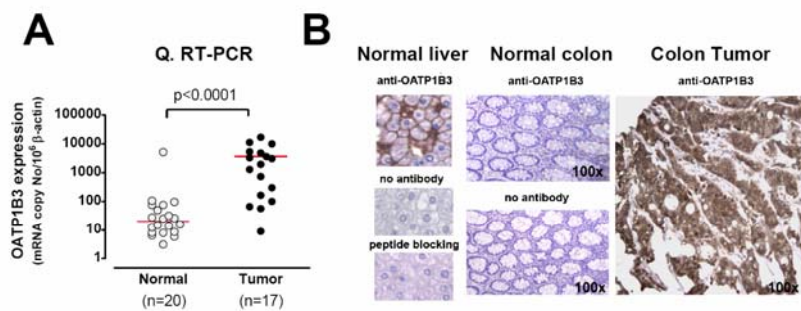 A
Q. RT-PCR
p<0.0001
OATP1B3 expression
(mRNA copy No/10⁶ β-actin)
100000
10000
1000
100
10
1
Normal
Tumor
(n=20)
(n=17)
B
Normal liver
Normal colon
Colon Tumor
anti-OATP1B3
anti-OATP1B3
anti-OATP1B3
100x
no antibody
no antibody
peptide blocking
100x
100x